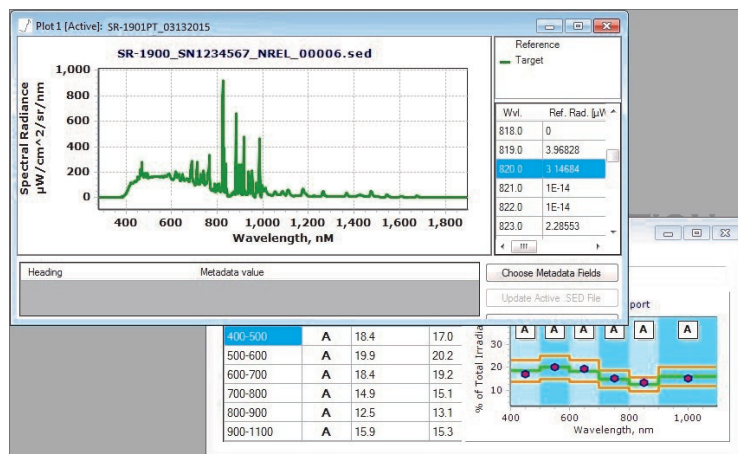 Plot 1 [Active]: SR-1901PT_03132015
SR-1900_SN1234567_NREL_00006.sed
Spectral Radiance
µW/cm^2/sr/nm
1,000
800
600
400
200
0
400 600 800 1,000 1,200 1,400 1,600 1,800
Wavelength, nM
Reference
Target
Wvl. Ref. Rad. [µW
818.0 0
819.0 3.96828
820.0 3.14684
821.0 1E-14
822.0 1E-14
823.0 2.28553
Heading Metadata value
Choose Metadata Fields
Update Active .SED File
400-500 A 18.4 17.0
500-600 A 19.9 20.2
600-700 A 18.4 19.2
700-800 A 14.9 15.1
800-900 A 12.5 13.1
900-1100 A 15.9 15.3
port
A A A A A A
% of Total Irradia
30
20
10
400 600 800 1,000
Wavelength, nm